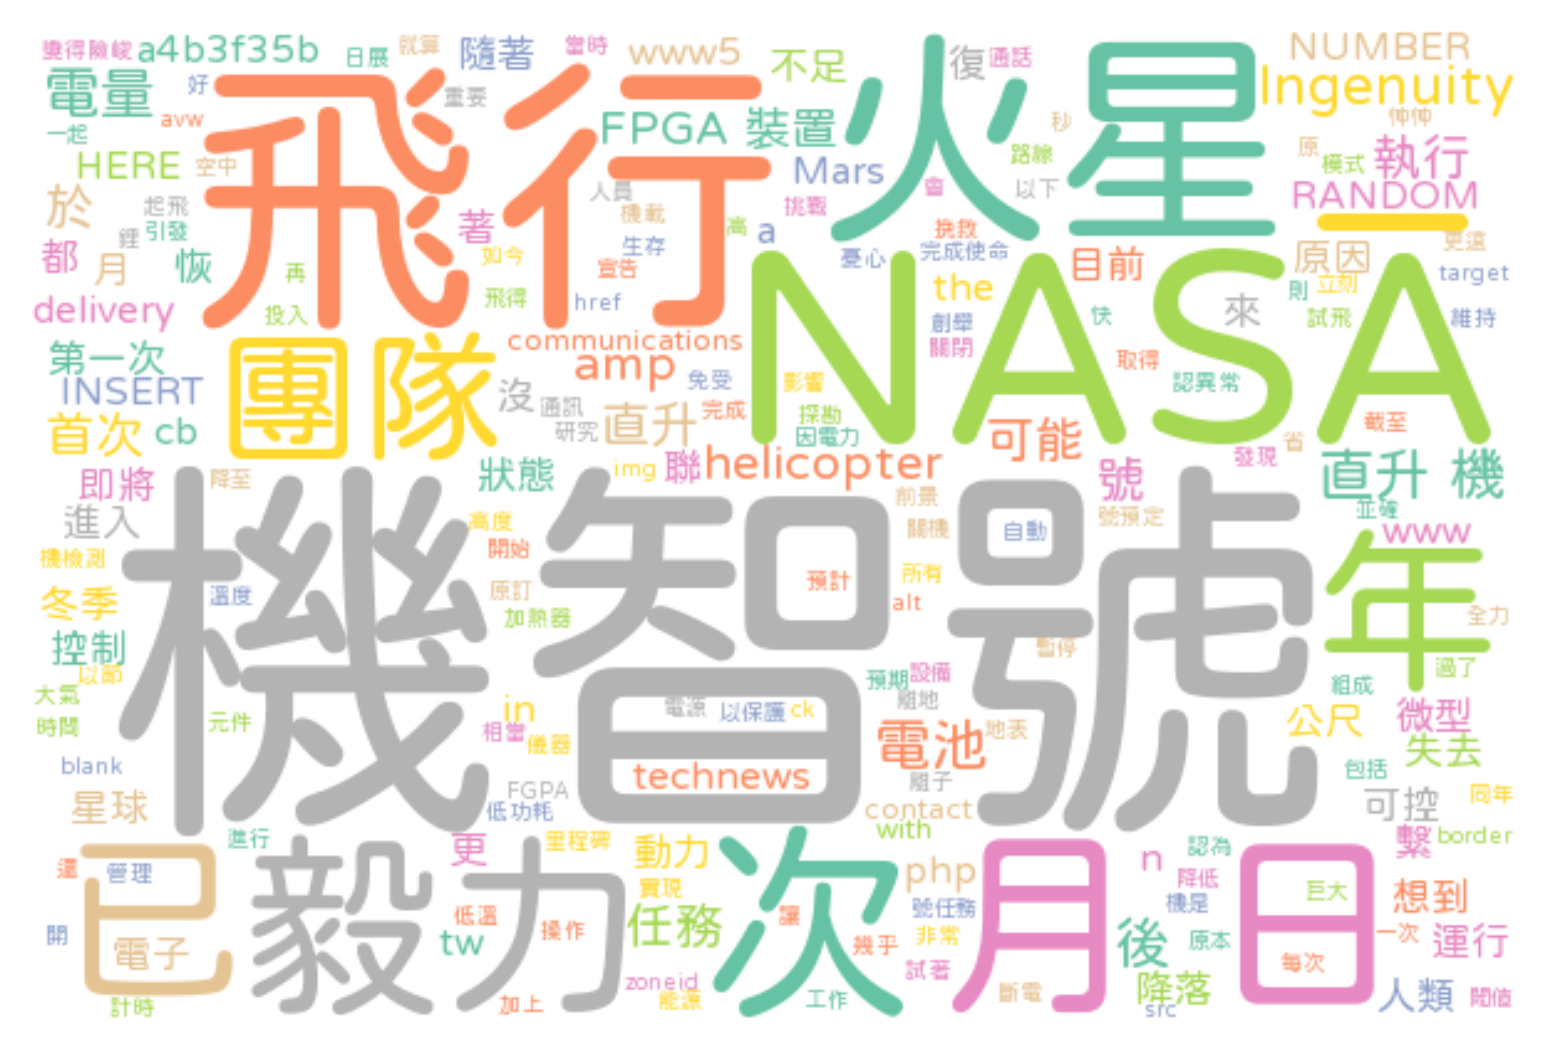 變得險峻 a4b3f35b 日展 就算 隨著 當時 www5 不足 復 通話 NUMBER
電量 好 飛行 重要 火星 Ingenuity
一起 avw FPGA 裝置 秒 忡忡
HERE 空中 Mars 路線 原 模式 執行
於 起飛 人員 機載 挑戰 會 以下 RANDOM 一
都 月 鋰 引發 恢 著 生存 高 a 憂心 挽救 完成使命 目前 原因 更遠
再 如今 宣告 NASA the 來 則 立刻 target
delivery 投入 飛得 href 創舉 快 試飛 維持
第一次 團隊 communications 關閉 取得
INSERT amp 免受 影響 認異常
首次 cb 沒 通訊 直升 完成 探勘 可能 截至
研究 因電力 省
即將 降至 狀態 img 聯 helicopter 號 發現 直升 機
進入 機智號 高度 前景 號預定 並確 www
機檢測 開始 關機 自動 年
冬季 溫度 原訂 預計 所有 alt 全力
控制 加熱器 暫停
以節 預期 設備 過了
大氣 電源 以保護 ck 離地 組成
時間 元件 in 相當 儀器 電池 地表 公尺 微型
blank technews 失去
星球 FGPA 離子 包括
低功耗 contact 可控 同年
進行 更 里程碑 with 繫 border
已 毅力 動力 次 月 日 n 認為
還 管理 實現 php 降低 巨大 想到
低溫 任務 讓 號任務 機是
開 電子 tw 操作 幾乎 非常 後 原本 一次 運行
zoneid 試著 每次
計時 加上 能源 工作 斷電 降落 src 人類 閥值